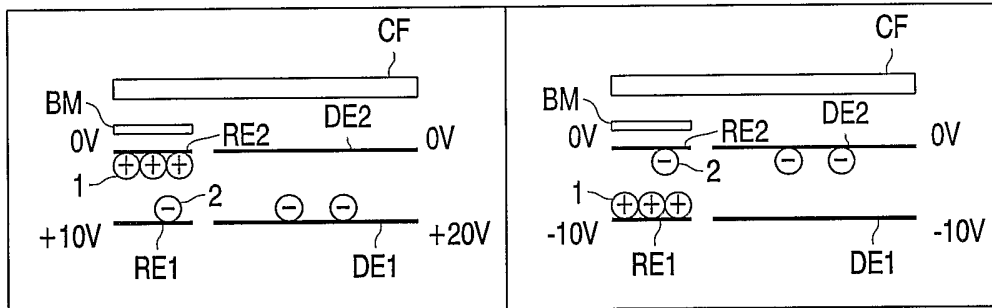 CF
BM
0V
RE2
DE2
0V
+ + +
1
2
−
− −
+10V
RE1
DE1
+20V
CF
BM
0V
RE2
DE2
0V
−
2
− −
1
+ + +
-10V
RE1
DE1
-10V